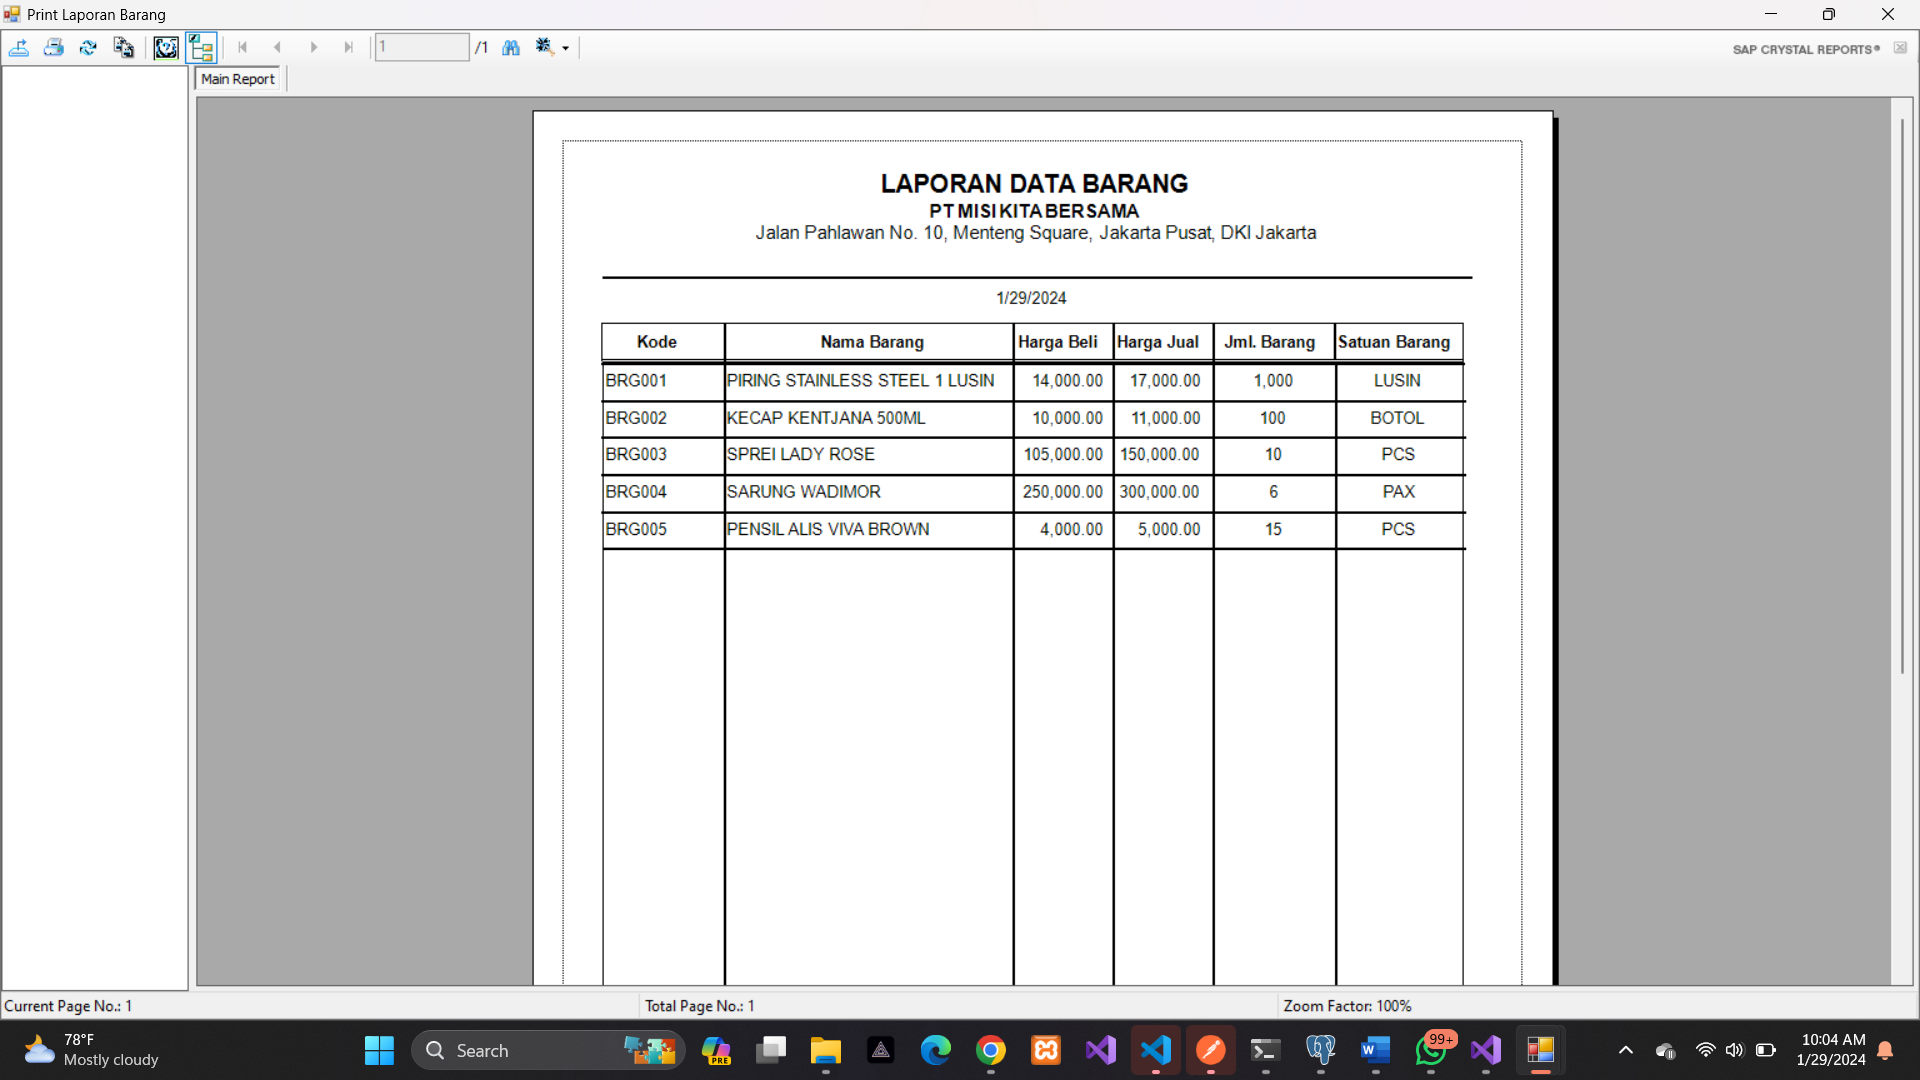 Print Laporan Barang
1 /1
SAP CRYSTAL REPORTS®
Main Report
LAPORAN DATA BARANG
PT MISI KITA BERSAMA
Jalan Pahlawan No. 10, Menteng Square, Jakarta Pusat, DKI Jakarta
1/29/2024
Kode Nama Barang Harga Beli Harga Jual Jml. Barang Satuan Barang
BRG001 PIRING STAINLESS STEEL 1 LUSIN 14,000.00 17,000.00 1,000 LUSIN
BRG002 KECAP KENTJANA 500ML 10,000.00 11,000.00 100 BOTOL
BRG003 SPREI LADY ROSE 105,000.00 150,000.00 10 PCS
BRG004 SARUNG WADIMOR 250,000.00 300,000.00 6 PAX
BRG005 PENSIL ALIS VIVA BROWN 4,000.00 5,000.00 15 PCS
Current Page No.: 1 Total Page No.: 1 Zoom Factor: 100%
78°F
Mostly cloudy
Search
PRE
99+
10:04 AM
1/29/2024